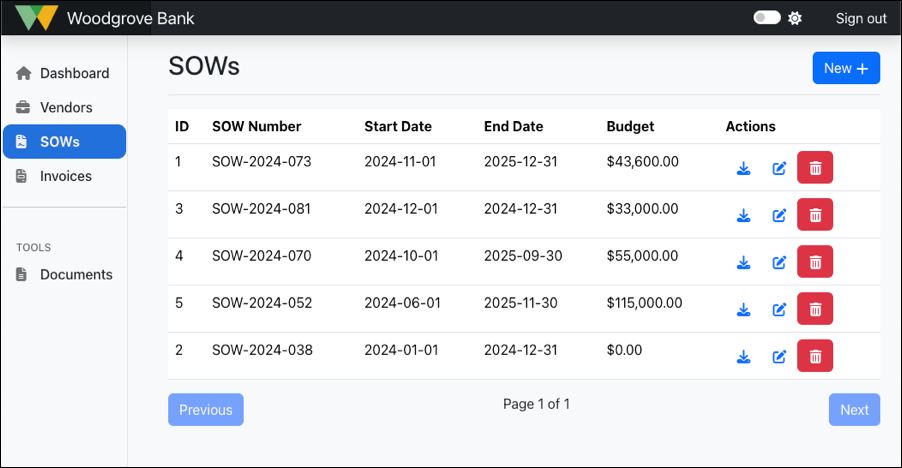 Woodgrove Bank
Sign out
Dashboard
Vendors
SOWs
Invoices
TOOLS
Documents
SOWs
New +
ID SOW Number Start Date End Date Budget Actions
1 SOW-2024-073 2024-11-01 2025-12-31 $43,600.00
3 SOW-2024-081 2024-12-01 2024-12-31 $33,000.00
4 SOW-2024-070 2024-10-01 2025-09-30 $55,000.00
5 SOW-2024-052 2024-06-01 2025-11-30 $115,000.00
2 SOW-2024-038 2024-01-01 2024-12-31 $0.00
Previous Page 1 of 1 Next